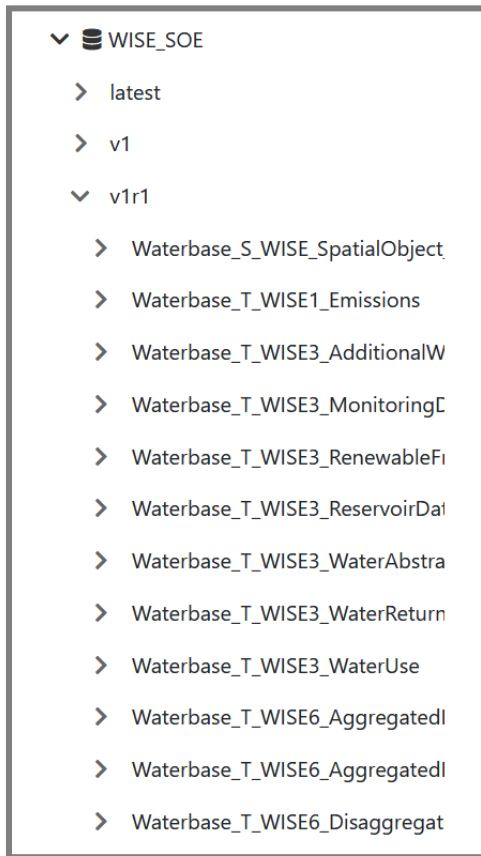 WISE_SOE
latest
v1
v1r1
Waterbase_S_WISE_SpatialObject_
Waterbase_T_WISE1_Emissions
Waterbase_T_WISE3_AdditionalW
Waterbase_T_WISE3_MonitoringD
Waterbase_T_WISE3_RenewableFr
Waterbase_T_WISE3_ReservoirDat
Waterbase_T_WISE3_WaterAbstra
Waterbase_T_WISE3_WaterReturn
Waterbase_T_WISE3_WaterUse
Waterbase_T_WISE6_AggregatedI
Waterbase_T_WISE6_AggregatedI
Waterbase_T_WISE6_Disaggregat